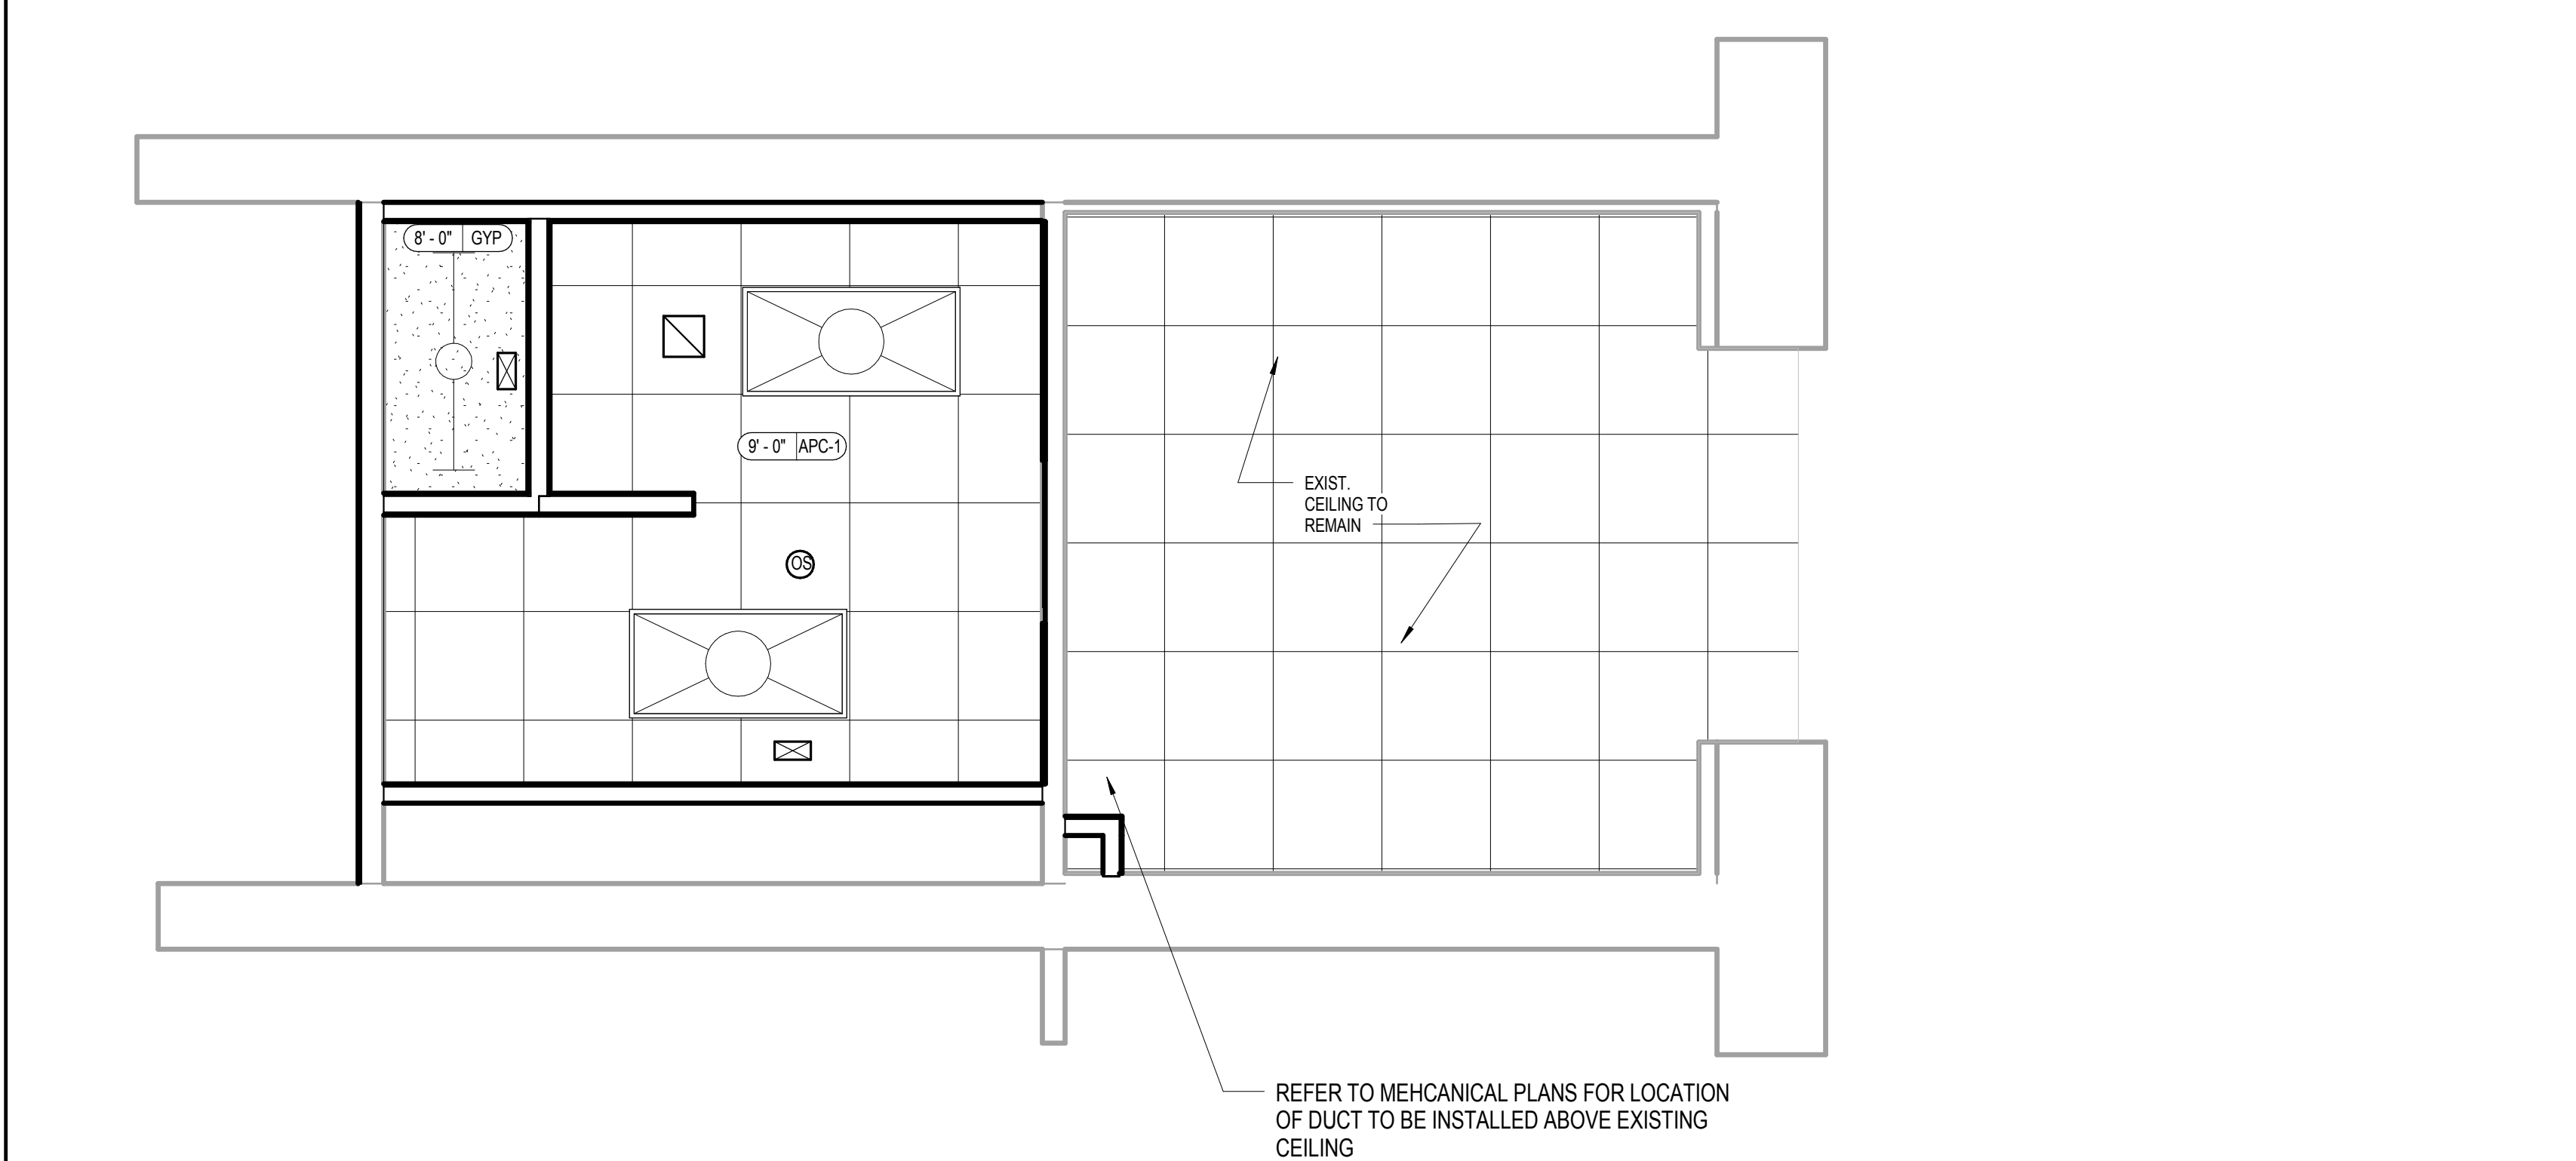 8' - 0" GYP
9' - 0" APC-1
EXIST.
CEILING TO
REMAIN
OS
REFER TO MEHCANICAL PLANS FOR LOCATION
OF DUCT TO BE INSTALLED ABOVE EXISTING
CEILING